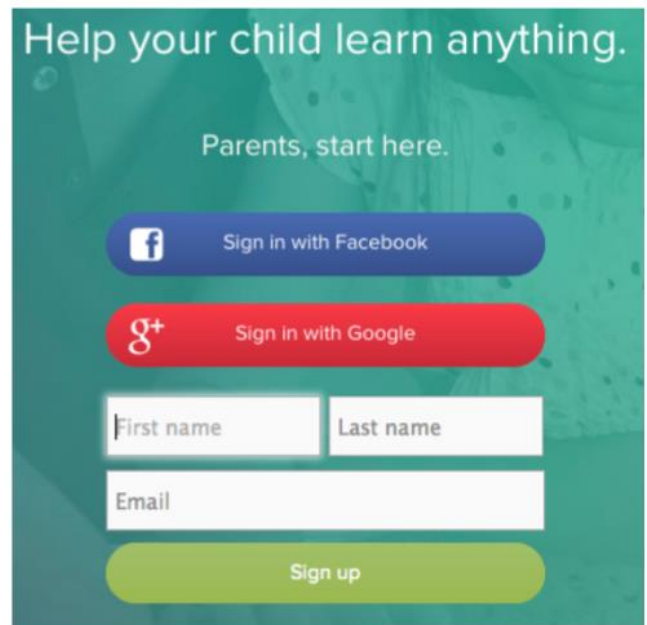 Help your child learn anything.
Parents, start here.
f Sign in with Facebook
g+ Sign in with Google
First name Last name
Email
Sign up